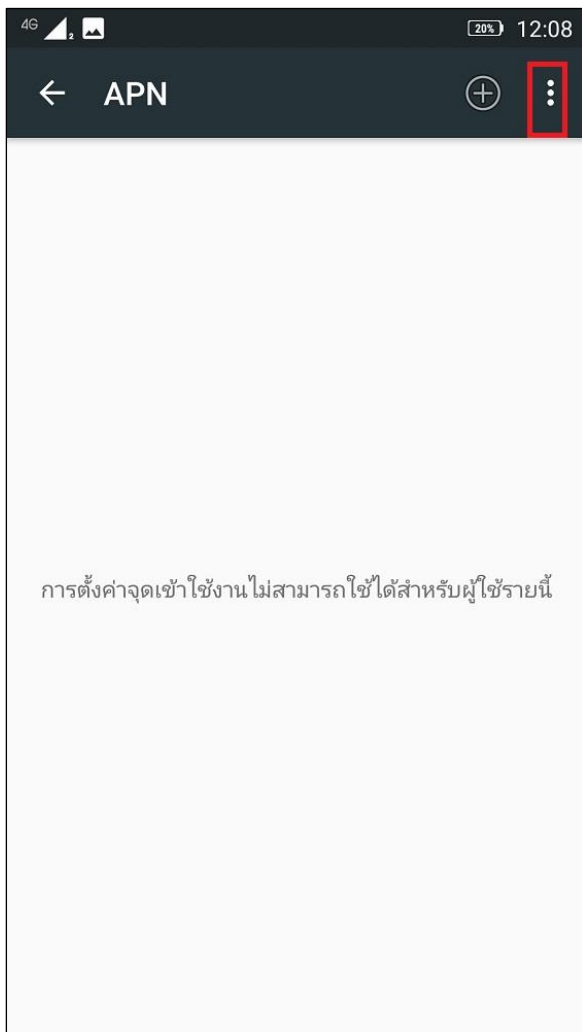 4G 2 20% 12:08
APN
การตั้งค่าจุดเข้าใช้งานไม่สามารถใช้ได้สำหรับผู้ใช้รายนี้